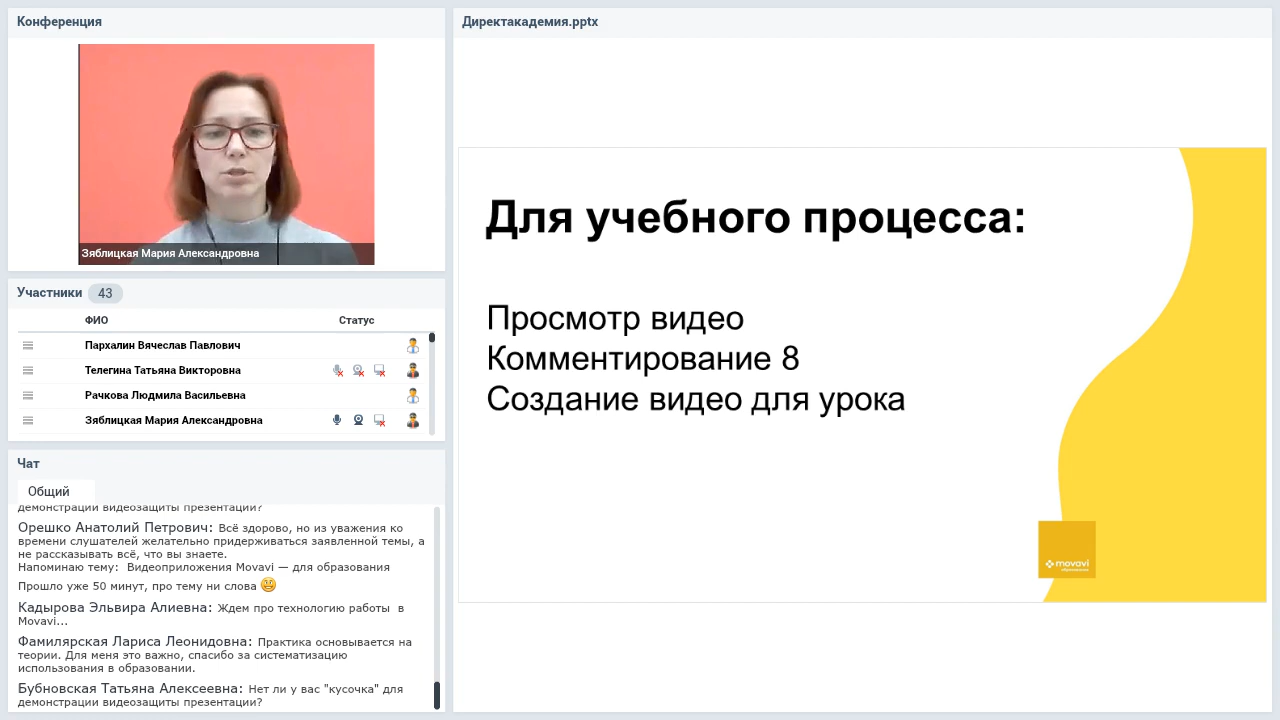 Конференция
Зяблицкая Мария Александровна
Участники 43
ФИО Статус
Пархалин Вячеслав Павлович
Телегина Татьяна Викторовна
Рачкова Людмила Васильевна
Зяблицкая Мария Александровна
Чат
Общий
демонстрации видеозащиты презентации?
Орешко Анатолий Петрович: Всё здорово, но из уважения ко
времени слушателей желательно придерживаться заявленной темы, а
не рассказывать всё, что вы знаете.
Напоминаю тему: Видеоприложения Movavi — для образования
Прошло уже 50 минут, про тему ни слова
Кадырова Эльвира Алиевна: Ждем про технологию работы в
Movavi...
Фамилярская Лариса Леонидовна: Практика основывается на
теории. Для меня это важно, спасибо за систематизацию
использования в образовании.
Бубновская Татьяна Алексеевна: Нет ли у вас "кусочка" для
демонстрации видеозащиты презентации?
Директакадемия.pptx
Для учебного процесса:
Просмотр видео
Комментирование 8
Создание видео для урока
movavi